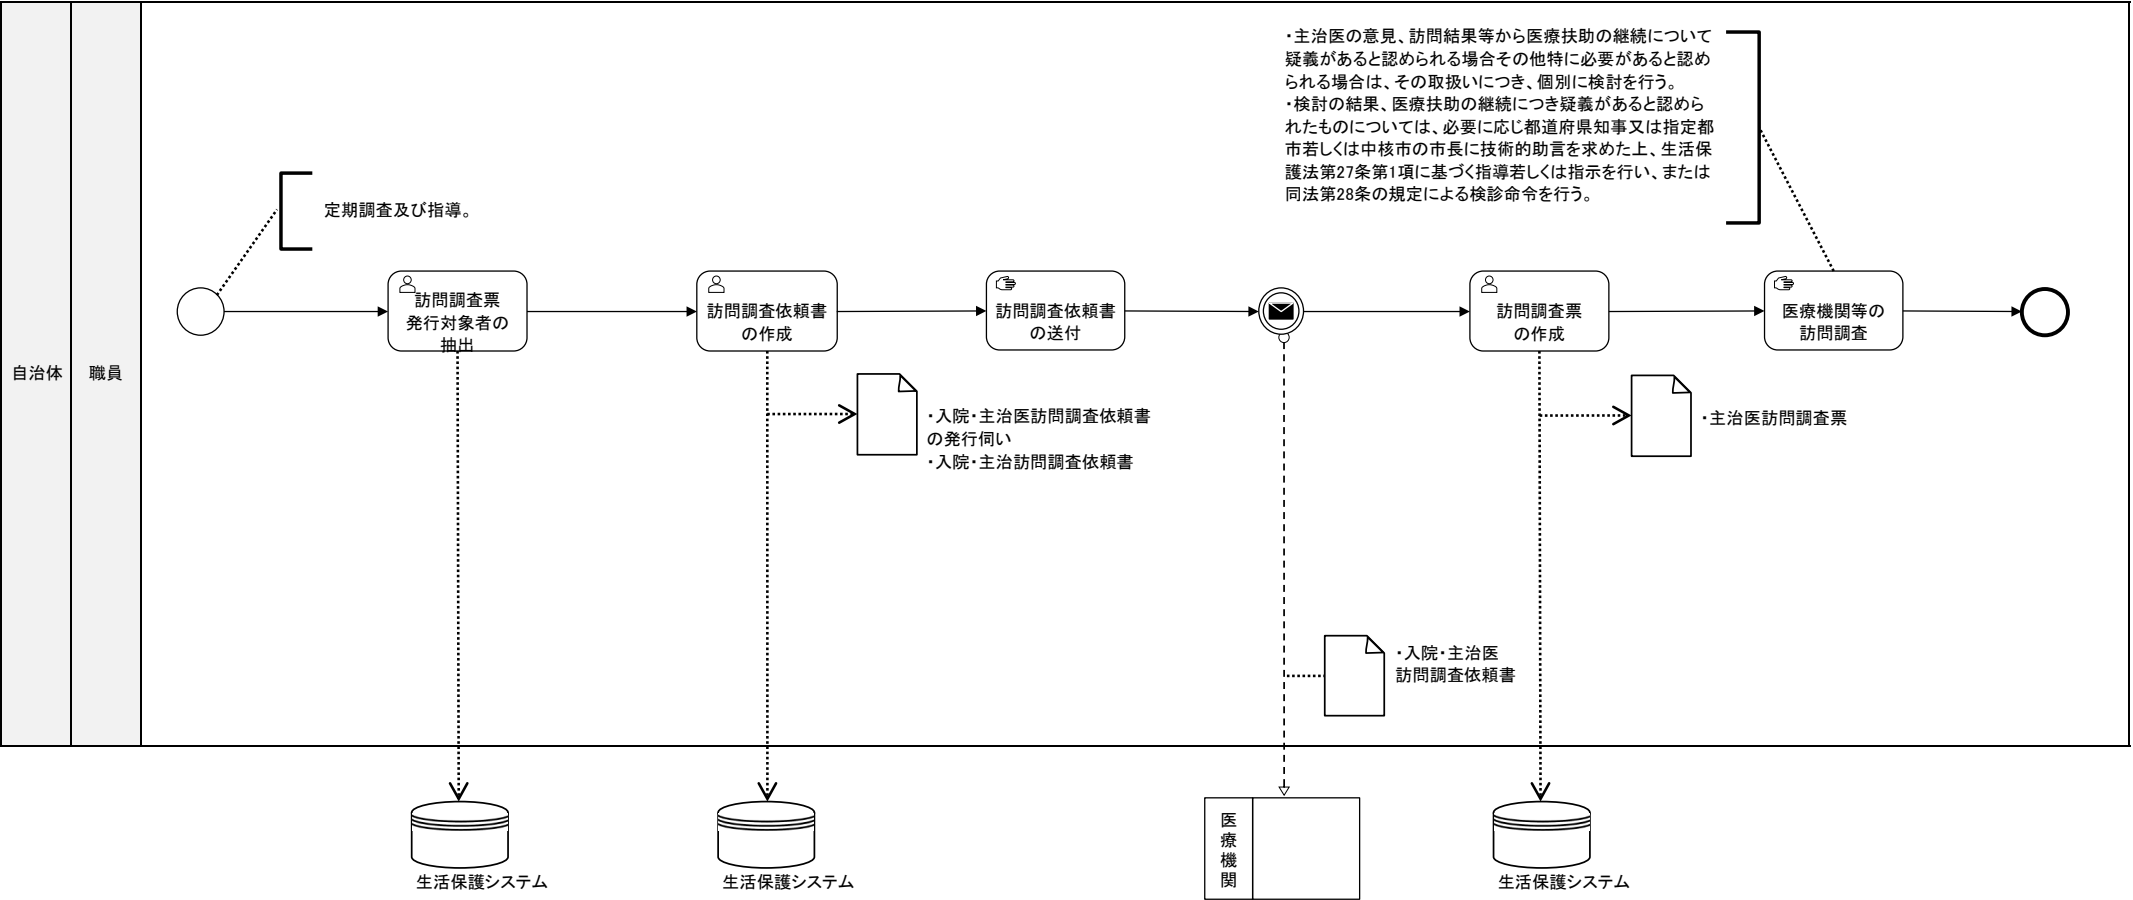 ・主治医の意見、訪問結果等から医療扶助の継続について
疑義があると認められる場合その他特に必要があると認め
られる場合は、その取扱いにつき、個別に検討を行う。
・検討の結果、医療扶助の継続につき疑義があると認めら
れたものについては、必要に応じ都道府県知事又は指定都
市若しくは中核市の市長に技術的助言を求めた上、生活保
護法第27条第1項に基づく指導若しくは指示を行い、または
同法第28条の規定による検診命令を行う。
定期調査及び指導。
自治体
職員
訪問調査票
発行対象者の
抽出
訪問調査依頼書
の作成
訪問調査依頼書
の送付
訪問調査票
の作成
医療機関等の
訪問調査
・入院・主治医訪問調査依頼書
の発行伺い
・入院・主治訪問調査依頼書
・主治医訪問調査票
・入院・主治医
訪問調査依頼書
生活保護システム
生活保護システム
医療機関
生活保護システム